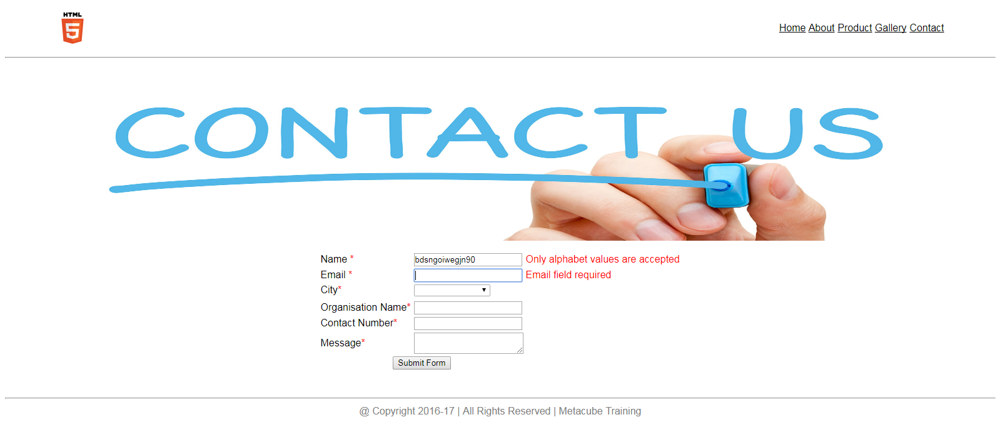 HTML
5
Home About Product Gallery Contact
CONTACT US
Name * bdsngoiwegjn90 Only alphabet values are accepted
Email * Email field required
City*
Organisation Name*
Contact Number*
Message*
Submit Form
@ Copyright 2016-17 | All Rights Reserved | Metacube Training